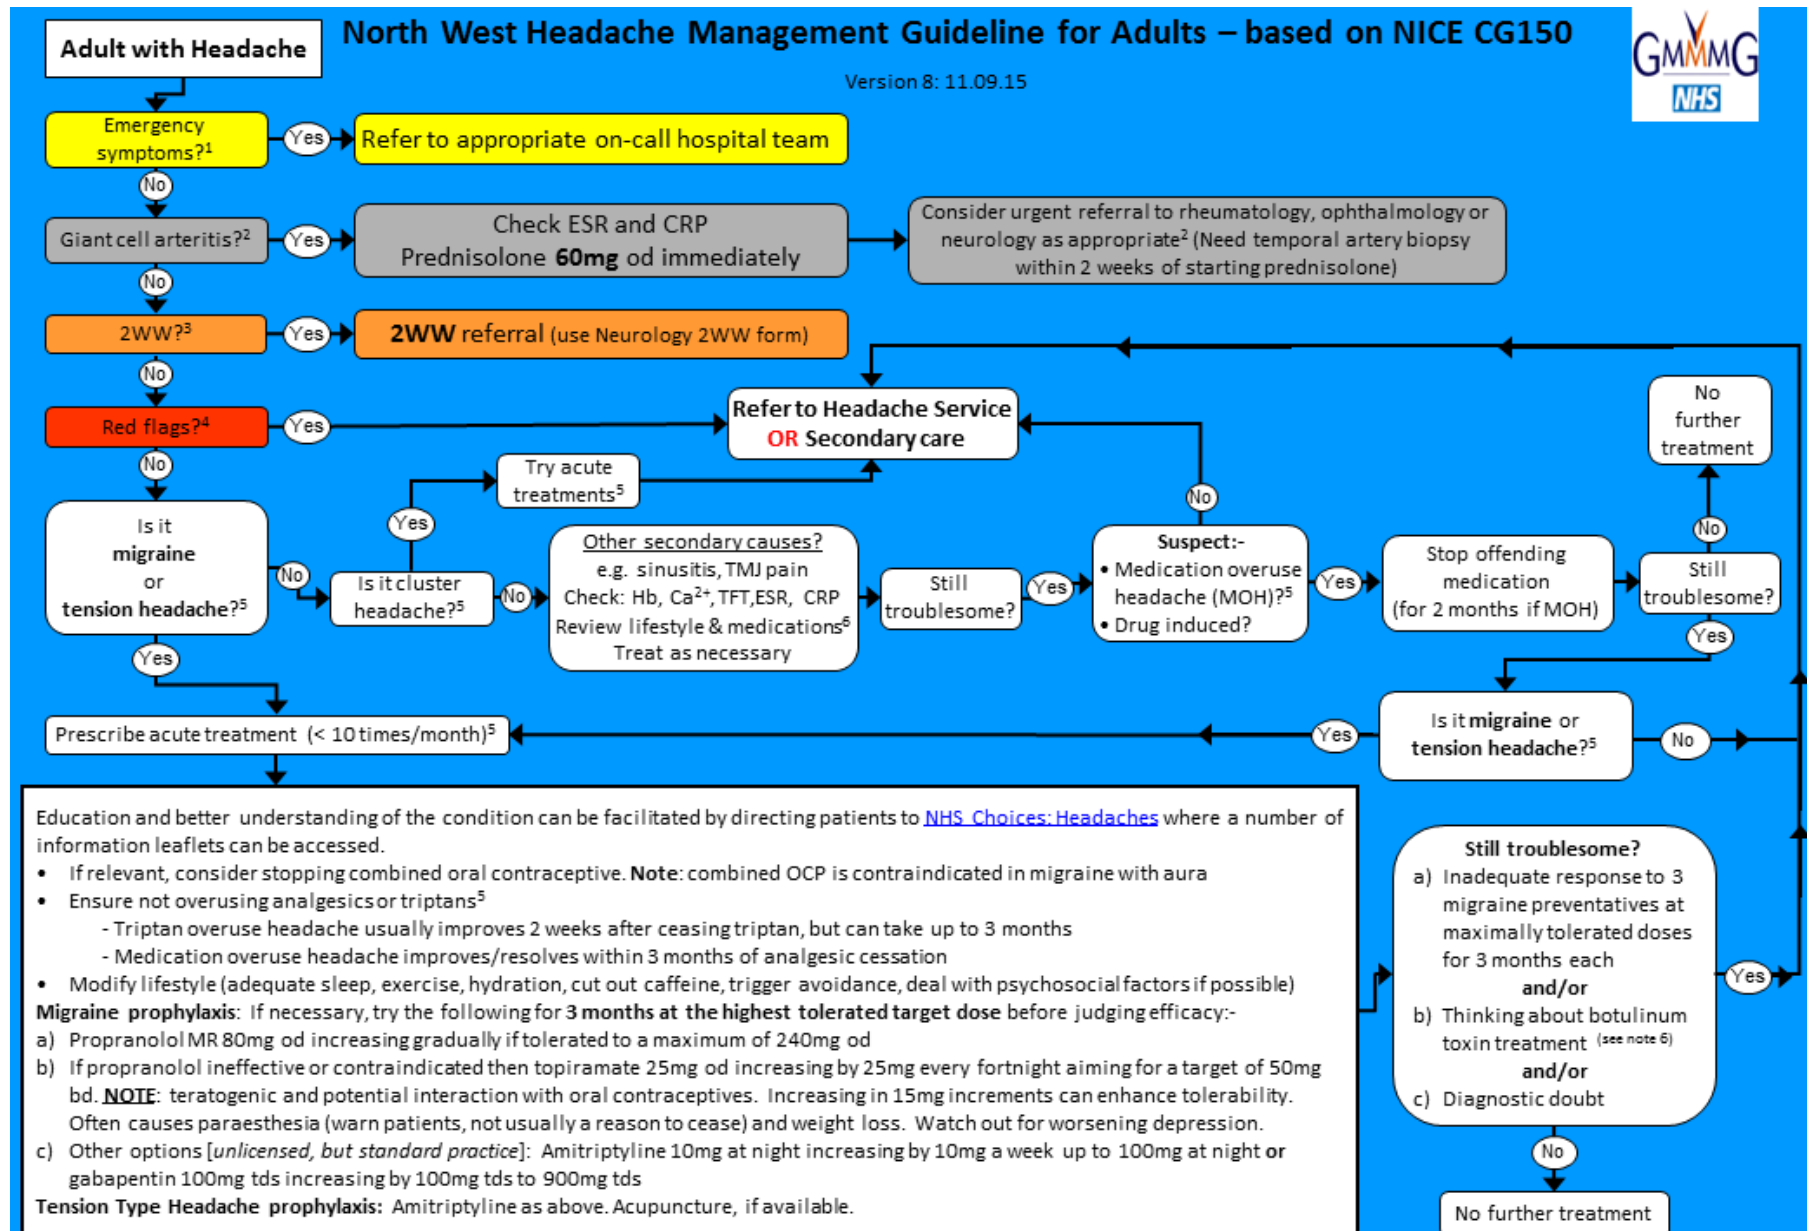 North West Headache Management Guideline for Adults – based on NICE CG150
Version 8: 11.09.15
GMMMG
NHS
Adult with Headache
Emergency
symptoms?1
Yes
Refer to appropriate on-call hospital team
No
Giant cell arteritis?2
Yes
Check ESR and CRP
Prednisolone 60mg od immediately
Consider urgent referral to rheumatology, ophthalmology or
neurology as appropriate2 (Need temporal artery biopsy
within 2 weeks of starting prednisolone)
No
2WW?3
Yes
2WW referral (use Neurology 2WW form)
No
Red flags?4
Yes
Refer to Headache Service
OR Secondary care
No
Is it
migraine
or
tension headache?5
No
Is it cluster
headache?5
Yes
Try acute
treatments5
No
Other secondary causes?
e.g. sinusitis, TMJ pain
Check: Hb, Ca2+, TFT,ESR, CRP
Review lifestyle & medications6
Treat as necessary
Still
troublesome?
Yes
Suspect:-
• Medication overuse
headache (MOH)?5
• Drug induced?
No
Yes
Stop offending
medication
(for 2 months if MOH)
Still
troublesome?
No
No
further
treatment
Yes
Is it migraine or
tension headache?5
No
Yes
Yes
Prescribe acute treatment (< 10 times/month)5
Education and better understanding of the condition can be facilitated by directing patients to NHS Choices: Headaches where a number of
information leaflets can be accessed.
• If relevant, consider stopping combined oral contraceptive. Note: combined OCP is contraindicated in migraine with aura
• Ensure not overusing analgesics or triptans5
- Triptan overuse headache usually improves 2 weeks after ceasing triptan, but can take up to 3 months
- Medication overuse headache improves/resolves within 3 months of analgesic cessation
• Modify lifestyle (adequate sleep, exercise, hydration, cut out caffeine, trigger avoidance, deal with psychosocial factors if possible)
Migraine prophylaxis: If necessary, try the following for 3 months at the highest tolerated target dose before judging efficacy:-
a) Propranolol MR 80mg od increasing gradually if tolerated to a maximum of 240mg od
b) If propranolol ineffective or contraindicated then topiramate 25mg od increasing by 25mg every fortnight aiming for a target of 50mg
bd. NOTE: teratogenic and potential interaction with oral contraceptives. Increasing in 15mg increments can enhance tolerability.
Often causes paraesthesia (warn patients, not usually a reason to cease) and weight loss. Watch out for worsening depression.
c) Other options [unlicensed, but standard practice]: Amitriptyline 10mg at night increasing by 10mg a week up to 100mg at night or
gabapentin 100mg tds increasing by 100mg tds to 900mg tds
Tension Type Headache prophylaxis: Amitriptyline as above. Acupuncture, if available.
Still troublesome?
a) Inadequate response to 3
migraine preventatives at
maximally tolerated doses
for 3 months each
and/or
b) Thinking about botulinum
toxin treatment (see note 6)
and/or
c) Diagnostic doubt
Yes
No
No further treatment